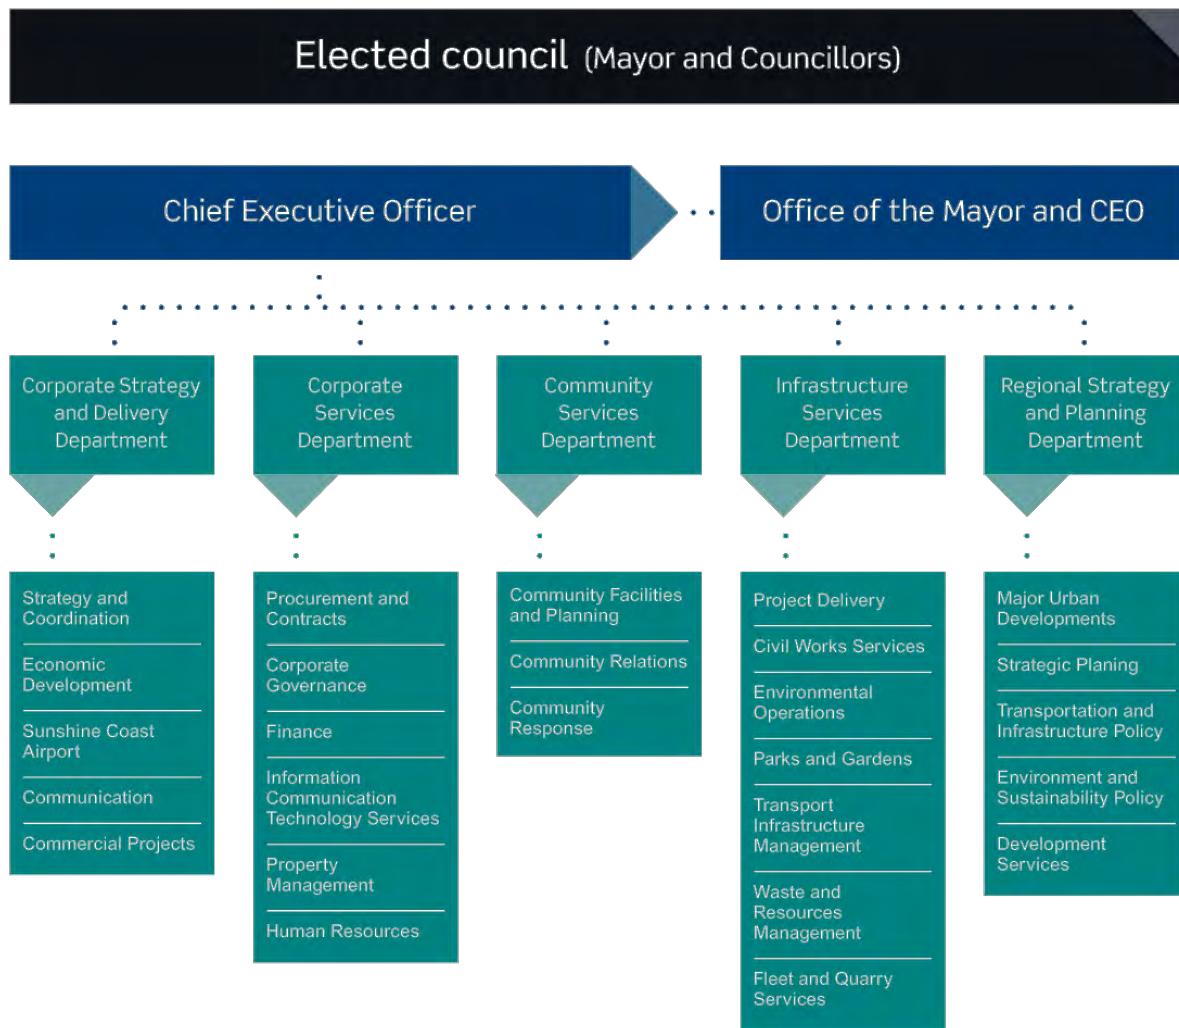 Elected council (Mayor and Councillors)
Chief Executive Officer
Office of the Mayor and CEO
Corporate Strategy
and Delivery
Department
Corporate
Services
Department
Community
Services
Department
Infrastructure
Services
Department
Regional Strategy
and Planning
Department
Strategy and
Coordination
Economic
Development
Sunshine Coast
Airport
Communication
Commercial Projects
Procurement and
Contracts
Corporate
Governance
Finance
Information
Communication
Technology Services
Property
Management
Human Resources
Community Facilities
and Planning
Community Relations
Community
Response
Project Delivery
Civil Works Services
Environmental
Operations
Parks and Gardens
Transport
Infrastructure
Management
Waste and
Resources
Management
Fleet and Quarry
Services
Major Urban
Developments
Strategic Planing
Transportation and
Infrastructure Policy
Environment and
Sustainability Policy
Development
Services